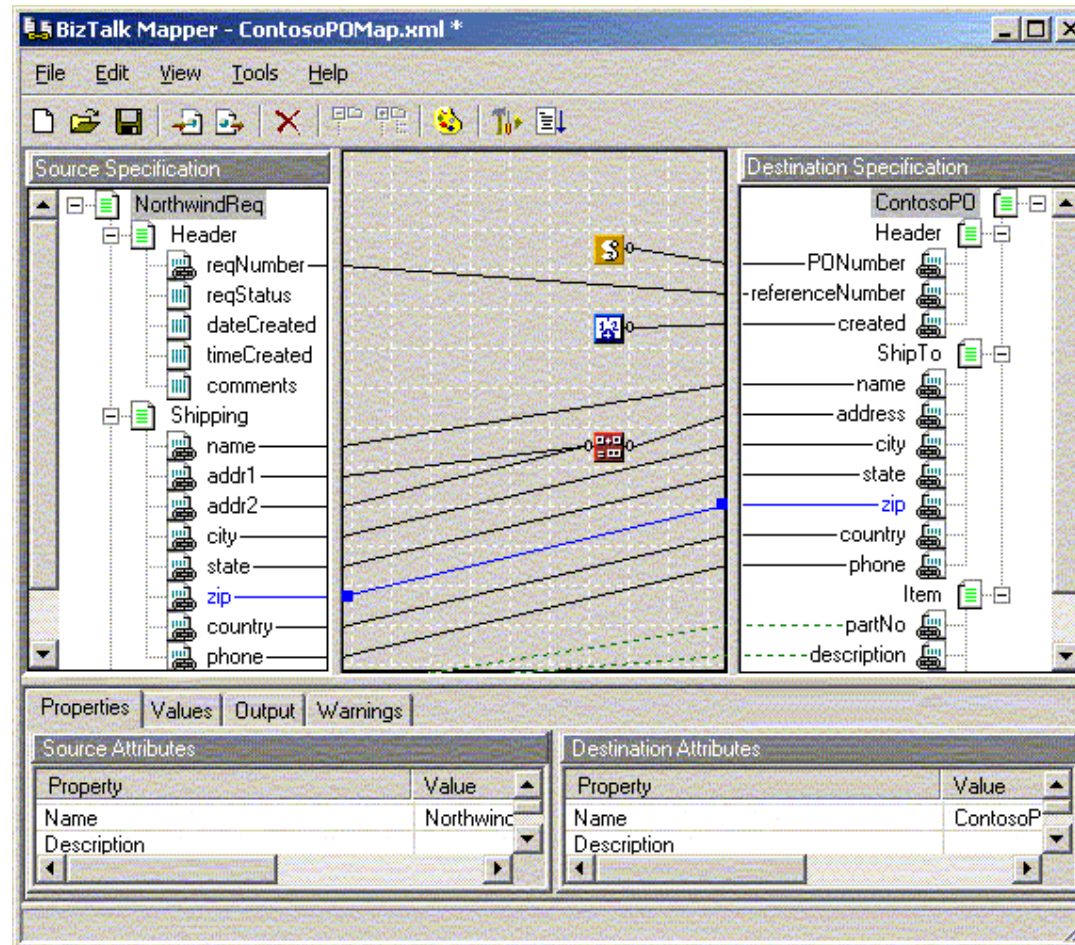 BizTalk Mapper - ContosoPOMap.xml *
File Edit View Tools Help
Source Specification
NorthwindReq
Header
reqNumber
reqStatus
dateCreated
timeCreated
comments
Shipping
name
addr1
addr2
city
state
zip
country
phone
Destination Specification
ContosoPO
Header
PONumber
referenceNumber
created
ShipTo
name
address
city
state
zip
country
phone
Item
partNo
description
Properties Values Output Warnings
Source Attributes
Property Value
Name Northwinc
Description
Destination Attributes
Property Value
Name ContosoP
Description